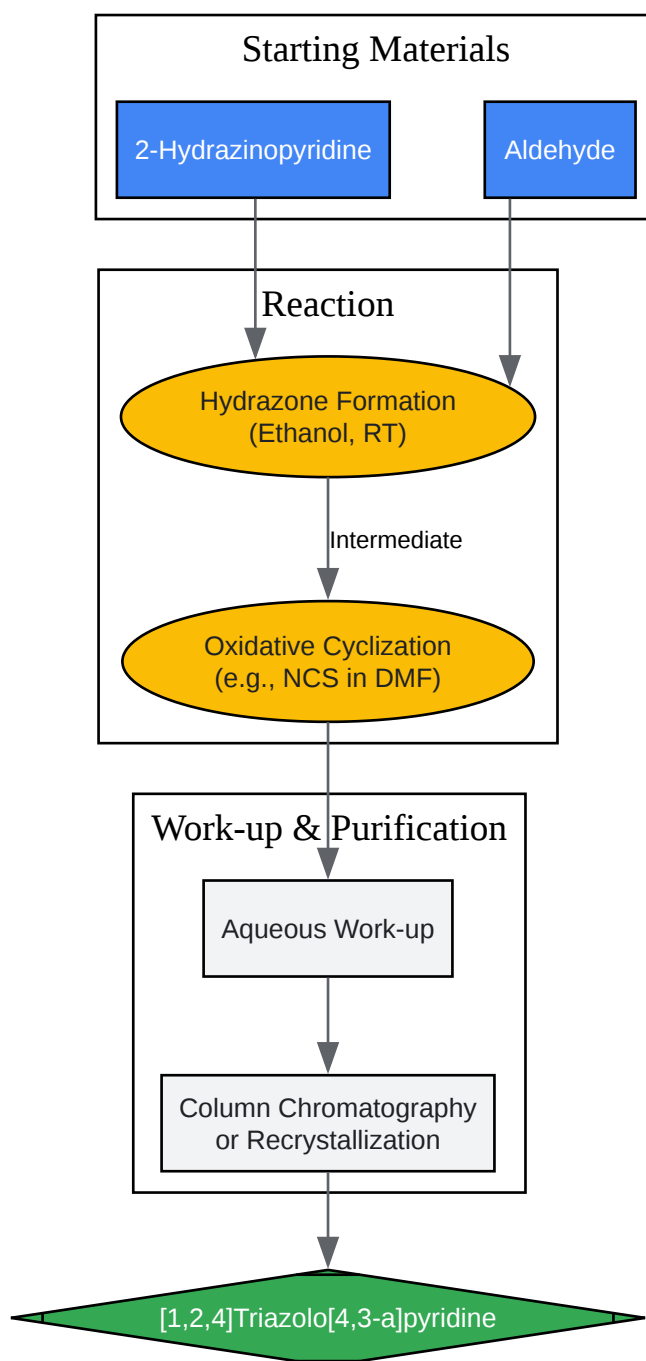 Starting Materials
2-Hydrazinopyridine
Aldehyde
Reaction
Hydrazone Formation
(Ethanol, RT)
Intermediate
Oxidative Cyclization
(e.g., NCS in DMF)
Work-up & Purification
Aqueous Work-up
Column Chromatography
or Recrystallization
[1,2,4]Triazolo[4,3-a]pyridine